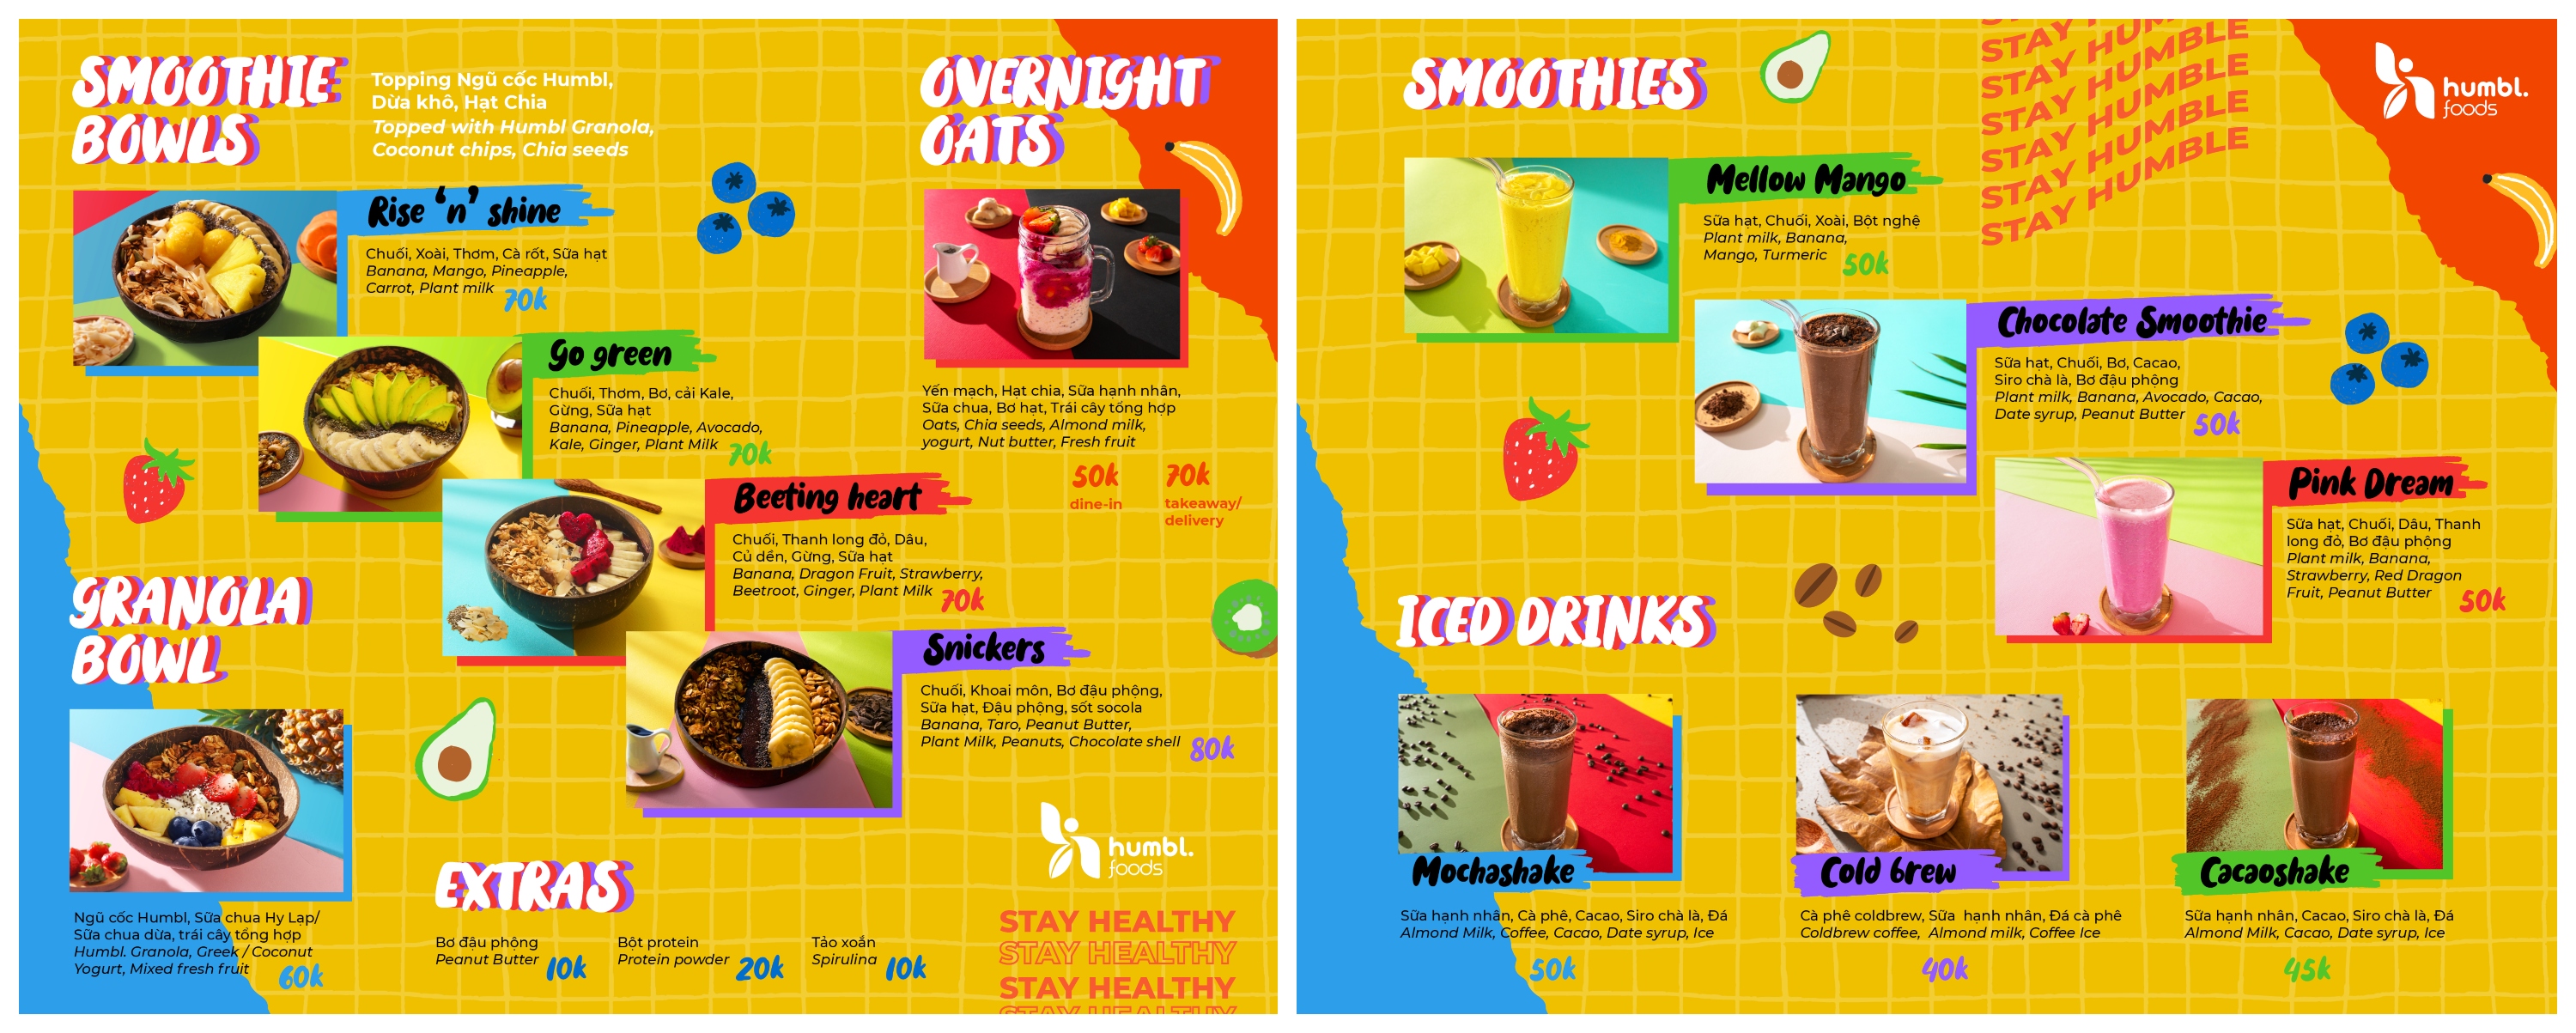 SMOOTHIE
BOWLS
Topping Ngũ cốc Humbl,
Dừa khô, Hạt Chia
Topped with Humbl Granola,
Coconut chips, Chia seeds
Rise ‘n’ shine
Chuối, Xoài, Thơm, Cà rốt, Sữa hạt
Banana, Mango, Pineapple,
Carrot, Plant milk
70k
Go green
Chuối, Thơm, Bơ, cải Kale,
Gừng, Sữa hạt
Banana, Pineapple, Avocado,
Kale, Ginger, Plant Milk
70k
Beeting heart
Chuối, Thanh long đỏ, Dâu,
Củ dền, Gừng, Sữa hạt
Banana, Dragon Fruit, Strawberry,
Beetroot, Ginger, Plant Milk
70k
Snickers
Chuối, Khoai môn, Bơ đậu phộng,
Sữa hạt, Đậu phộng, sốt socola
Banana, Taro, Peanut Butter,
Plant Milk, Peanuts, Chocolate shell
80k
OVERNIGHT
OATS
Yến mạch, Hạt chia, Sữa hạnh nhân,
Sữa chua, Bơ hạt, Trái cây tổng hợp
Oats, Chia seeds, Almond milk,
yogurt, Nut butter, Fresh fruit
50k
dine-in
70k
takeaway/
delivery
GRANOLA
BOWL
Ngũ cốc Humbl, Sữa chua Hy Lạp/
Sữa chua dừa, trái cây tổng hợp
Humbl. Granola, Greek / Coconut
Yogurt, Mixed fresh fruit
60k
EXTRAS
Bơ đậu phộng
Peanut Butter
10k
Bột protein
Protein powder
20k
Tảo xoắn
Spirulina
10k
humbl.
foods
STAY HEALTHY
STAY HEALTHY
STAY HEALTHY
STAY HEALTHY
SMOOTHIES
STAY HUMBLE
STAY HUMBLE
STAY HUMBLE
STAY HUMBLE
STAY HUMBLE
STAY HUMBLE
humbl.
foods
Mellow Mango
Sữa hạt, Chuối, Xoài, Bột nghệ
Plant milk, Banana,
Mango, Turmeric
50k
Chocolate Smoothie
Sữa hạt, Chuối, Bơ, Cacao,
Siro chà là, Bơ đậu phộng
Plant milk, Banana, Avocado, Cacao,
Date syrup, Peanut Butter
50k
Pink Dream
Sữa hạt, Chuối, Dâu, Thanh
long đỏ, Bơ đậu phộng
Plant milk, Banana,
Strawberry, Red Dragon
Fruit, Peanut Butter
50k
ICED DRINKS
Mochashake
Sữa hạnh nhân, Cà phê, Cacao, Siro chà là, Đá
Almond Milk, Coffee, Cacao, Date syrup, Ice
50k
Cold brew
Cà phê coldbrew, Sữa hạnh nhân, Đá cà phê
Coldbrew coffee, Almond milk, Coffee Ice
40k
Cacaoshake
Sữa hạnh nhân, Cacao, Siro chà là, Đá
Almond Milk, Cacao, Date syrup, Ice
45k